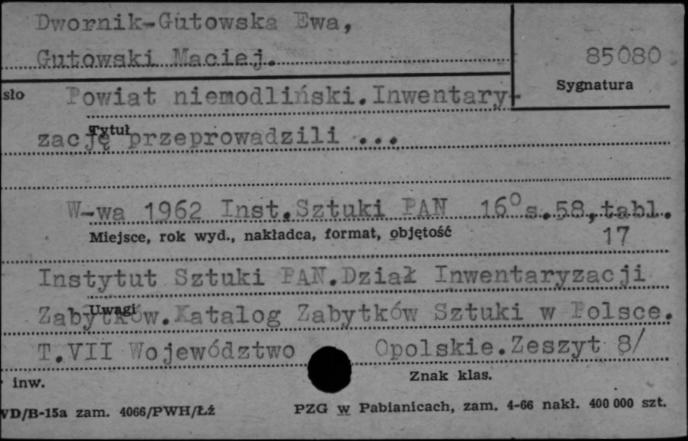 Dwornik-Gutowska Ewa,
Gutowski Maciej.
85080
Sygnatura
sło Powiat niemodliński.Inwentary-
Tytuł
zację przeprowadzili ...
W-wa 1962 Inst.Sztuki PAN 16° s.58,tabl.
Miejsce, rok wyd., nakładca, format, objętość
17
Instytut Sztuki PAN.Dział Inwentaryzacji
Uwagi
Zabytków.Katalog Zabytków Sztuki w Polsce.
T.VII Województwo Opolskie.Zeszyt 8/
inw.
Znak klas.
VD/B-15a zam. 4066/PWH/Łź
PZG w Pabianicach, zam. 4-66 nakł. 400 000 szt.